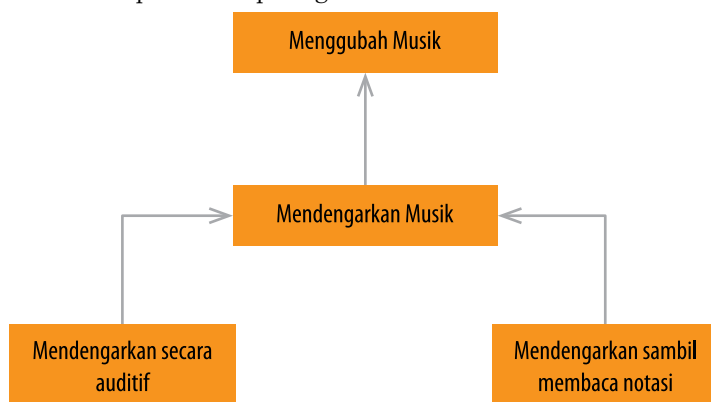 Menggubah Musik
Mendengarkan Musik
Mendengarkan secara
auditif
Mendengarkan sambil
membaca notasi